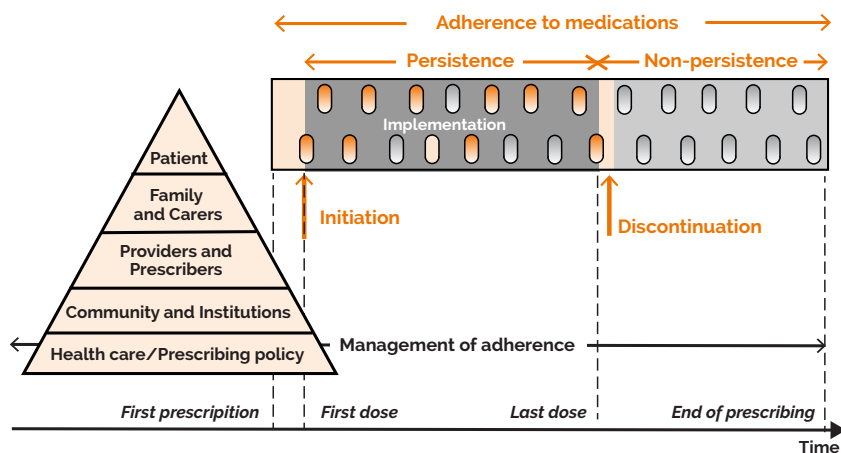 Adherence to medications
Persistence
Non-persistence
Implementation
Initiation
Discontinuation
Patient
Family
and Carers
Providers and
Prescribers
Community and Institutions
Health care/Prescribing policy
Management of adherence
First prescripition
First dose
Last dose
End of prescribing
Time